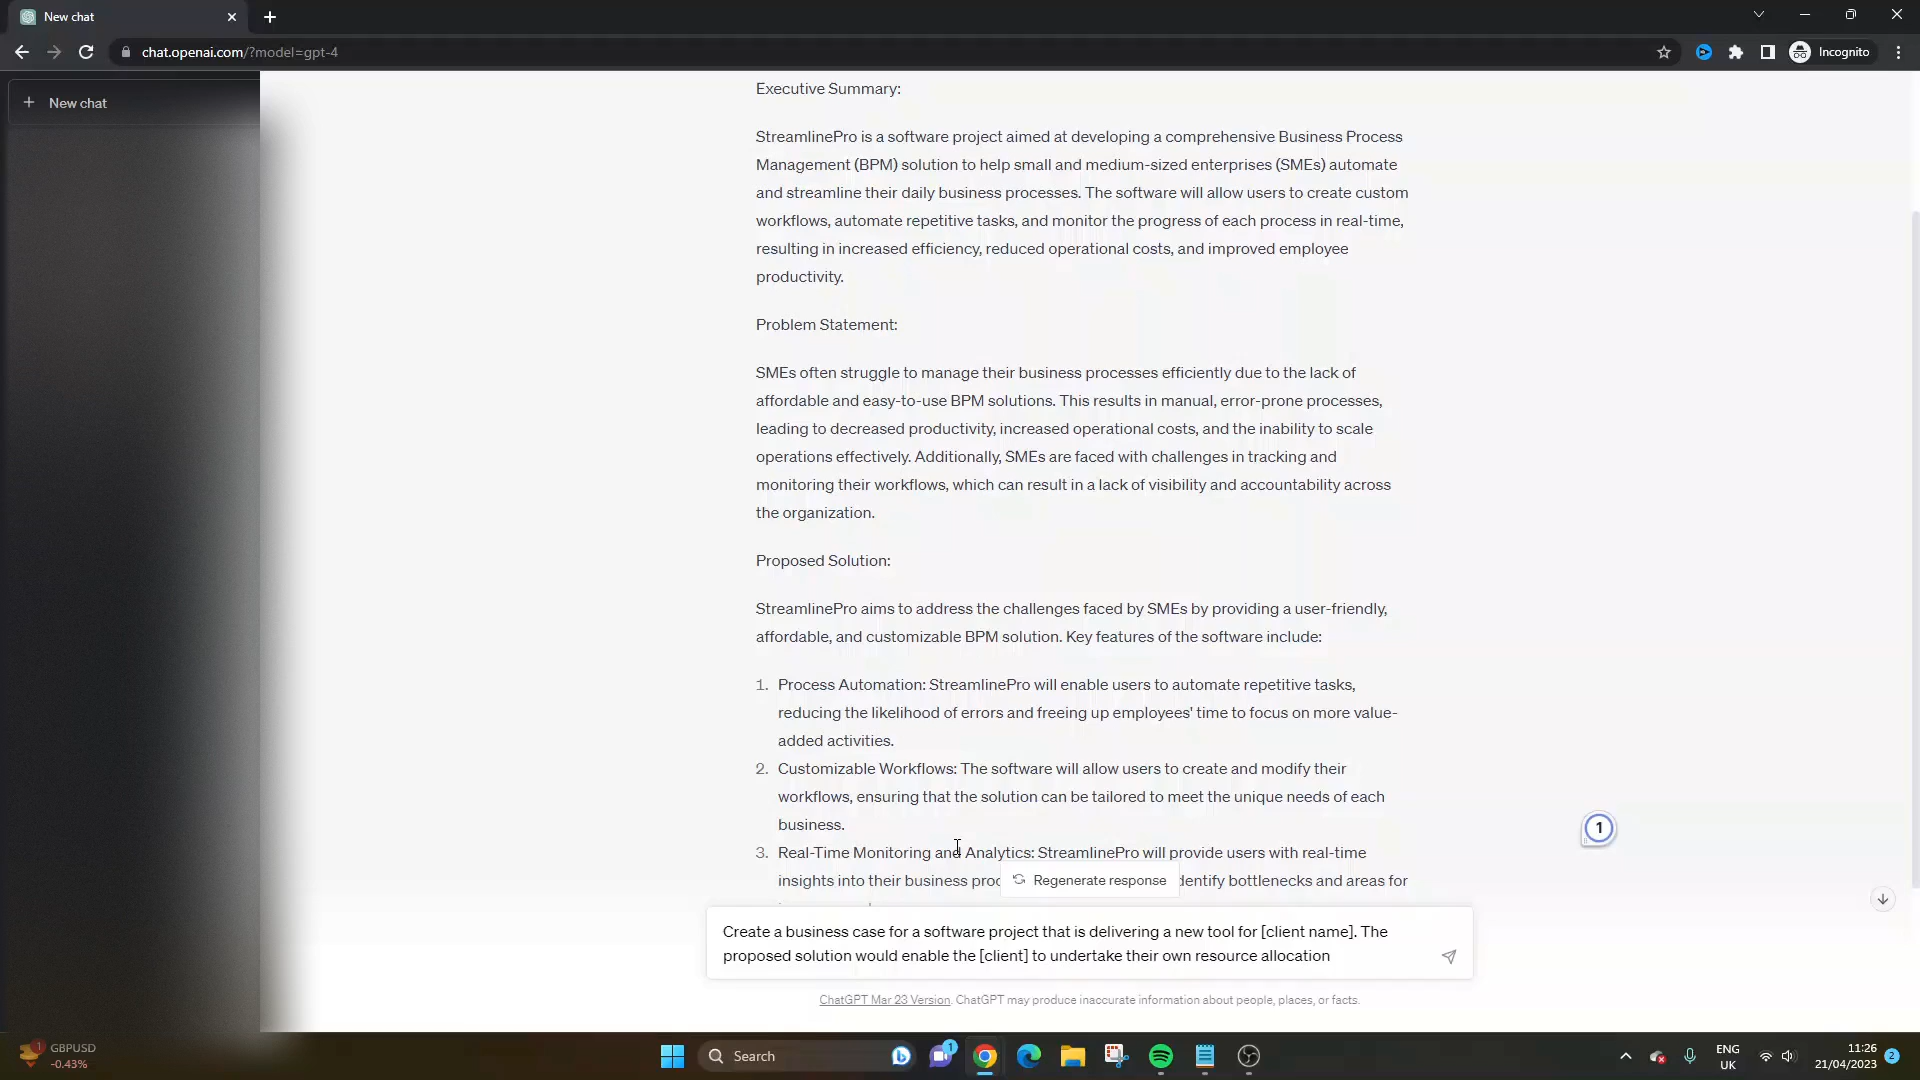 New chat
chat.openai.com/?model=gpt-4
Incognito
New chat
Executive Summary:
StreamlinePro is a software project aimed at developing a comprehensive Business Process
Management (BPM) solution to help small and medium-sized enterprises (SMEs) automate
and streamline their daily business processes. The software will allow users to create custom
workflows, automate repetitive tasks, and monitor the progress of each process in real-time,
resulting in increased efficiency, reduced operational costs, and improved employee
productivity.
Problem Statement:
SMEs often struggle to manage their business processes efficiently due to the lack of
affordable and easy-to-use BPM solutions. This results in manual, error-prone processes,
leading to decreased productivity, increased operational costs, and the inability to scale
operations effectively. Additionally, SMEs are faced with challenges in tracking and
monitoring their workflows, which can result in a lack of visibility and accountability across
the organization.
Proposed Solution:
StreamlinePro aims to address the challenges faced by SMEs by providing a user-friendly,
affordable, and customizable BPM solution. Key features of the software include:
1. Process Automation: StreamlinePro will enable users to automate repetitive tasks,
reducing the likelihood of errors and freeing up employees' time to focus on more value-
added activities.
2. Customizable Workflows: The software will allow users to create and modify their
workflows, ensuring that the solution can be tailored to meet the unique needs of each
business.
3. Real-Time Monitoring and Analytics: StreamlinePro will provide users with real-time
insights into their business proc
Regenerate response
dentify bottlenecks and areas for
1
Create a business case for a software project that is delivering a new tool for [client name]. The
proposed solution would enable the [client] to undertake their own resource allocation
ChatGPT Mar 23 Version. ChatGPT may produce inaccurate information about people, places, or facts.
1
GBPUSD
-0.43%
Search
1
ENG
UK
11:26
21/04/2023
2